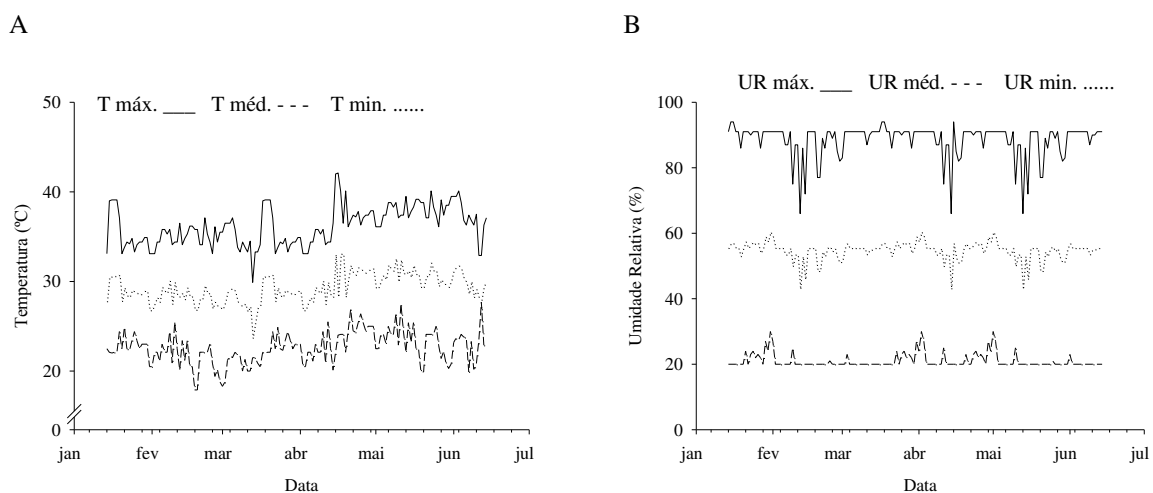 A
T máx. ___ T méd. - - - T min. ......
50
40
30
20
0
Temperatura (ºC)
jan fev mar abr mai jun jul
Data
B
UR máx. ___ UR méd. - - - UR min. ......
100
80
60
40
20
0
Umidade Relativa (%)
jan fev mar abr mai jun jul
Data